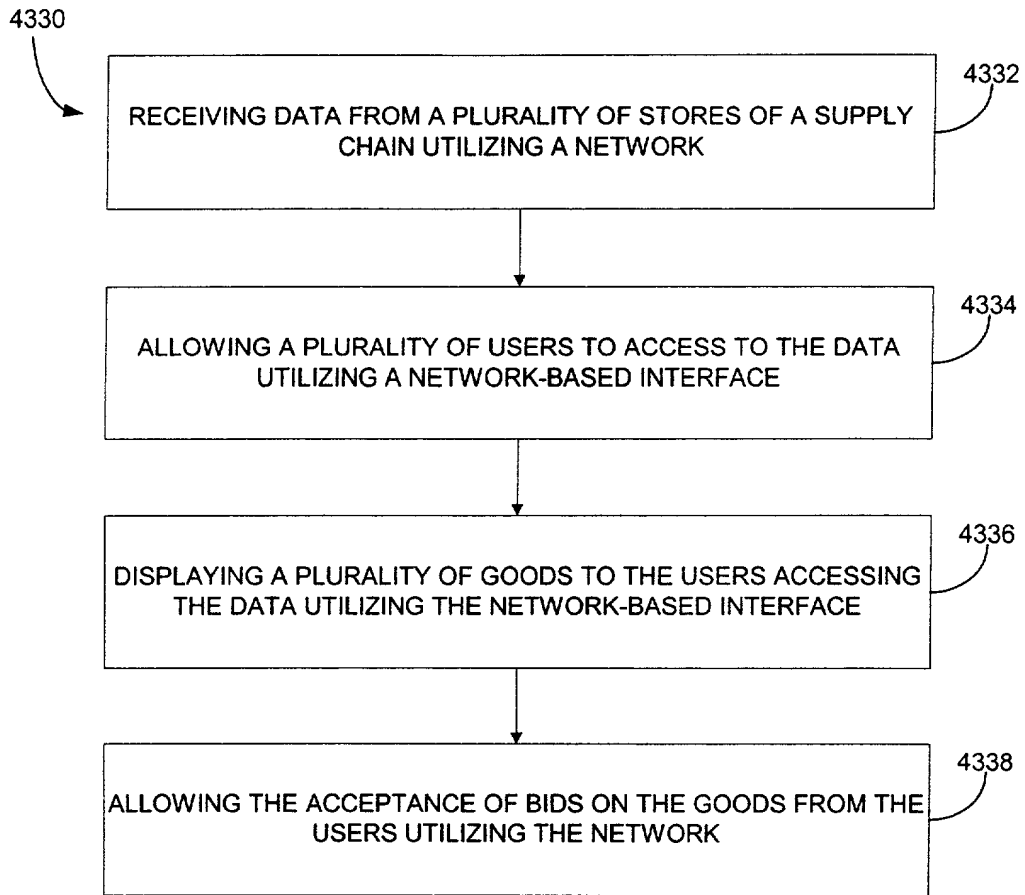 4330
4332
RECEIVING DATA FROM A PLURALITY OF STORES OF A SUPPLY
CHAIN UTILIZING A NETWORK
4334
ALLOWING A PLURALITY OF USERS TO ACCESS TO THE DATA
UTILIZING A NETWORK-BASED INTERFACE
4336
DISPLAYING A PLURALITY OF GOODS TO THE USERS ACCESSING
THE DATA UTILIZING THE NETWORK-BASED INTERFACE
4338
ALLOWING THE ACCEPTANCE OF BIDS ON THE GOODS FROM THE
USERS UTILIZING THE NETWORK